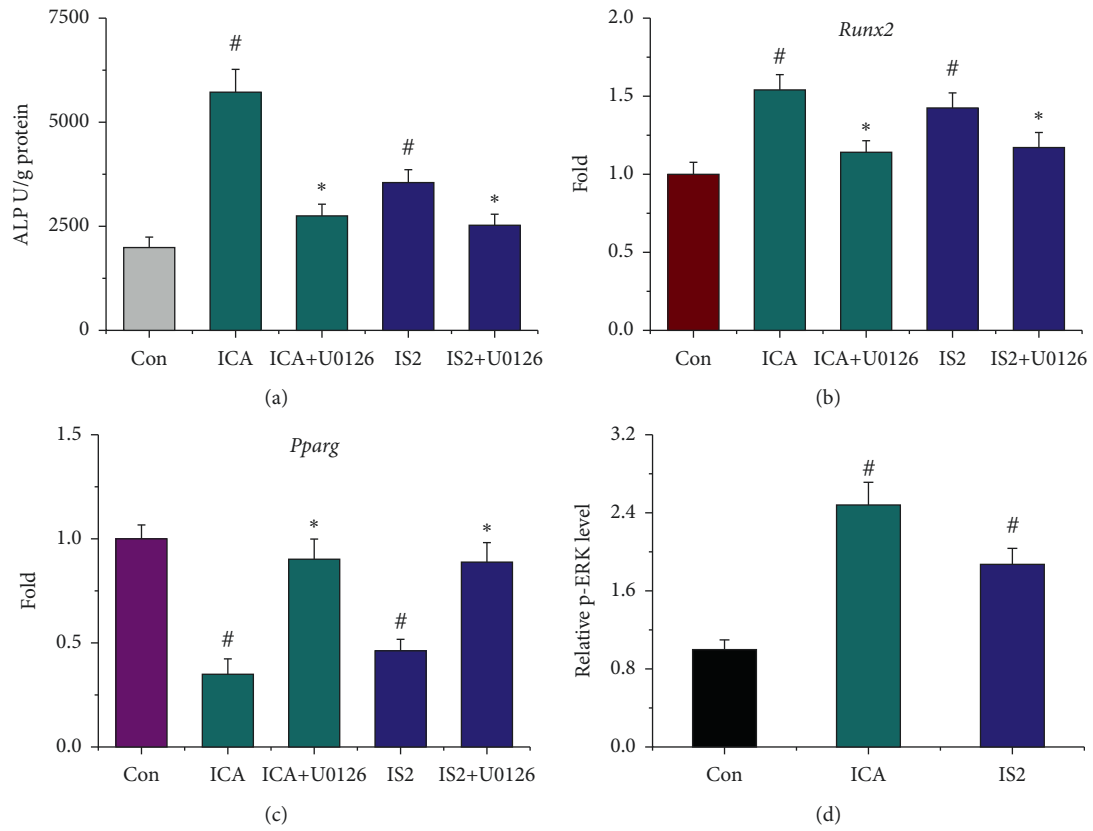 7500
5000
2500
0
ALP U/g protein
#
*
#
*
Con
ICA
ICA+U0126
IS2
IS2+U0126
(a)
2.0
1.5
1.0
0.5
0.0
Fold
Runx2
#
*
#
*
Con
ICA
ICA+U0126
IS2
IS2+U0126
(b)
1.5
1.0
0.5
0.0
Fold
Pparg
#
*
#
*
Con
ICA
ICA+U0126
IS2
IS2+U0126
(c)
3.2
2.4
1.6
0.8
0.0
Relative p-ERK level
#
#
Con
ICA
IS2
(d)